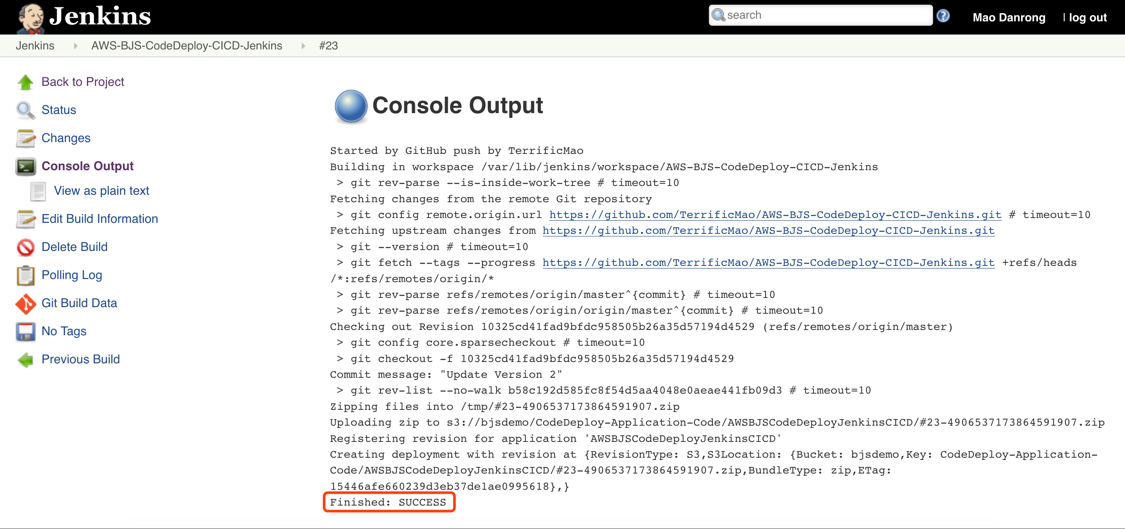 Jenkins
search
Mao Danrong
| log out
Jenkins
AWS-BJS-CodeDeploy-CICD-Jenkins
#23
Back to Project
Status
Changes
Console Output
View as plain text
Edit Build Information
Delete Build
Polling Log
Git Build Data
No Tags
Previous Build
Console Output
Started by GitHub push by TerrificMao
Building in workspace /var/lib/jenkins/workspace/AWS-BJS-CodeDeploy-CICD-Jenkins
> git rev-parse --is-inside-work-tree # timeout=10
Fetching changes from the remote Git repository
> git config remote.origin.url https://github.com/TerrificMao/AWS-BJS-CodeDeploy-CICD-Jenkins.git # timeout=10
Fetching upstream changes from https://github.com/TerrificMao/AWS-BJS-CodeDeploy-CICD-Jenkins.git
> git --version # timeout=10
> git fetch --tags --progress https://github.com/TerrificMao/AWS-BJS-CodeDeploy-CICD-Jenkins.git +refs/heads
/*:refs/remotes/origin/*
> git rev-parse refs/remotes/origin/master^{commit} # timeout=10
> git rev-parse refs/remotes/origin/origin/master^{commit} # timeout=10
Checking out Revision 10325cd41fad9bfdc958505b26a35d57194d4529 (refs/remotes/origin/master)
> git config core.sparsecheckout # timeout=10
> git checkout -f 10325cd41fad9bfdc958505b26a35d57194d4529
Commit message: "Update Version 2"
> git rev-list --no-walk b58c192d585fc8f54d5aa4048e0aeae441fb09d3 # timeout=10
Zipping files into /tmp/#23-4906537173864591907.zip
Uploading zip to s3://bjsdemo/CodeDeploy-Application-Code/AWSBJSCodeDeployJenkinsCICD/#23-4906537173864591907.zip
Registering revision for application 'AWSBJSCodeDeployJenkinsCICD'
Creating deployment with revision at {RevisionType: S3,S3Location: {Bucket: bjsdemo,Key: CodeDeploy-Application-
Code/AWSBJSCodeDeployJenkinsCICD/#23-4906537173864591907.zip,BundleType: zip,ETag:
15446afe660239d3eb37de1ae0995618},}
Finished: SUCCESS